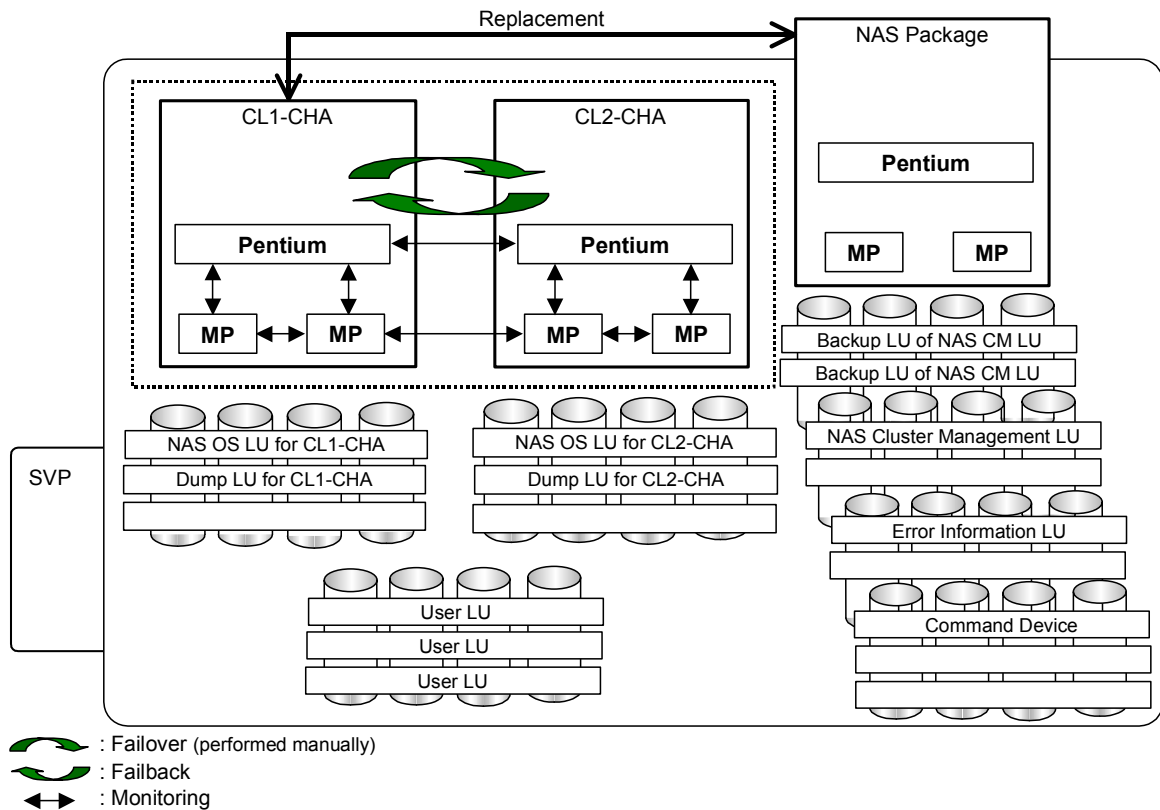 Replacement
NAS Package
CL1-CHA
CL2-CHA
Pentium
Pentium
Pentium
MP
MP
MP
MP
MP
MP
Backup LU of NAS CM LU
Backup LU of NAS CM LU
NAS OS LU for CL1-CHA
Dump LU for CL1-CHA
NAS OS LU for CL2-CHA
Dump LU for CL2-CHA
NAS Cluster Management LU
SVP
Error Information LU
User LU
User LU
User LU
Command Device
: Failover (performed manually)
: Failback
: Monitoring